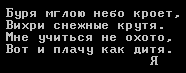 Буря мглою небо кроет,
Вихри снежные крутя.
Мне учиться не охото,
Вот и плачу как дитя.
Я